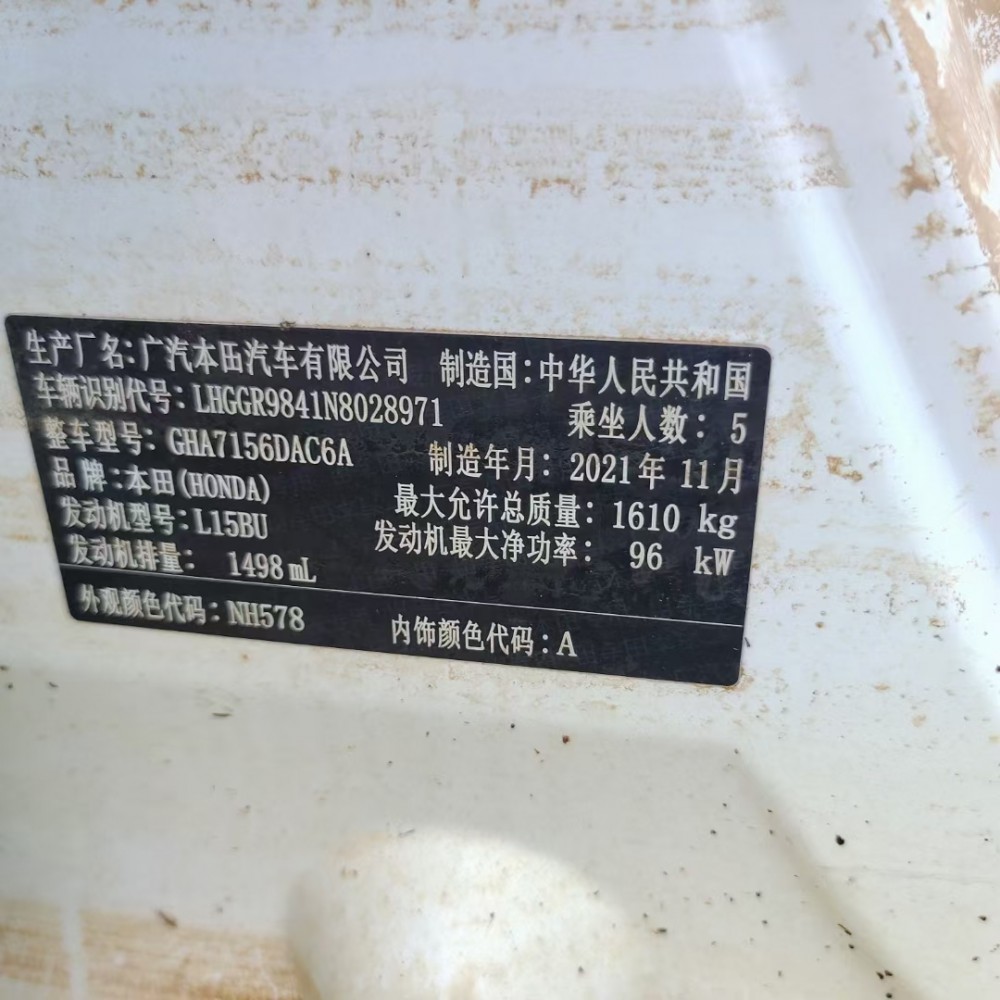 生产厂名:广汽本田汽车有限公司 制造国:中华人民共和国
车辆识别代号:LHGGR9841N8028971 乘坐人数:5
整车型号:GHA7156DAC6A 制造年月:2021年 11月
品牌:本田(HONDA) 最大允许总质量:1610 kg
发动机型号:L15BU 发动机最大净功率:96 kW
发动机排量:1498 mL
外观颜色代码:NH578 内饰颜色代码:A